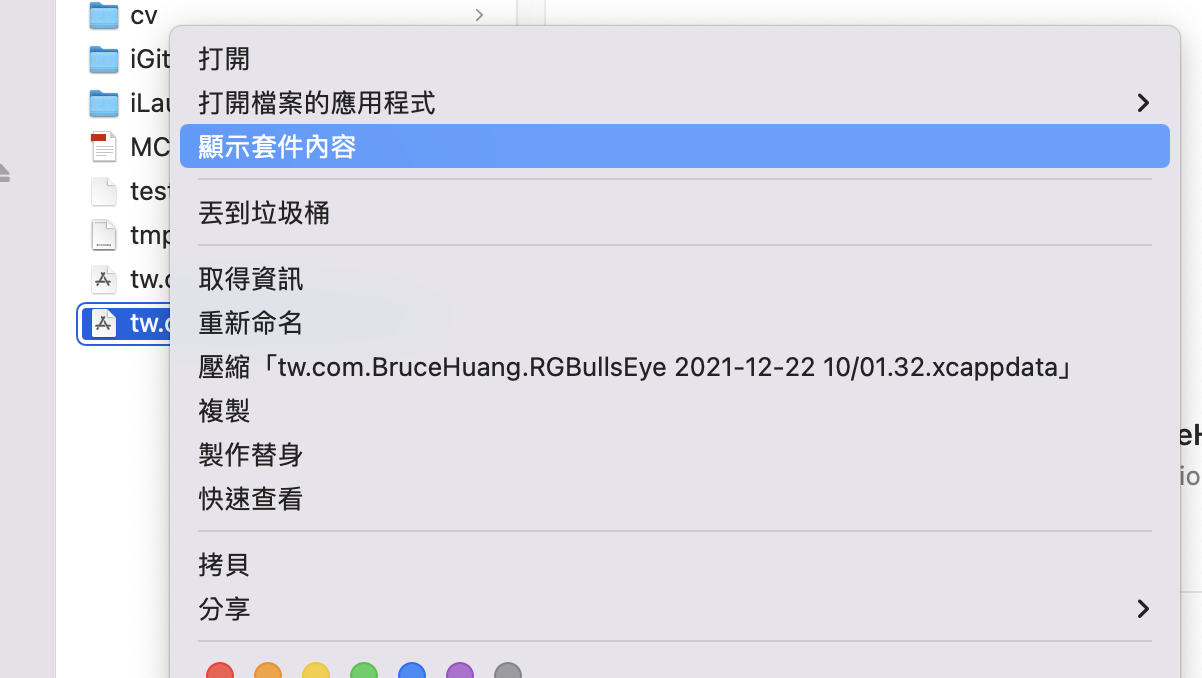 cv
iGit
打開
iLau
打開檔案的應用程式
MC
顯示套件內容
test
丟到垃圾桶
tmp
tw.c
取得資訊
tw.c
重新命名
壓縮「tw.com.BruceHuang.RGBullsEye 2021-12-22 10/01.32.xcappdata」
複製
eH
製作替身
io
快速查看
拷貝
分享